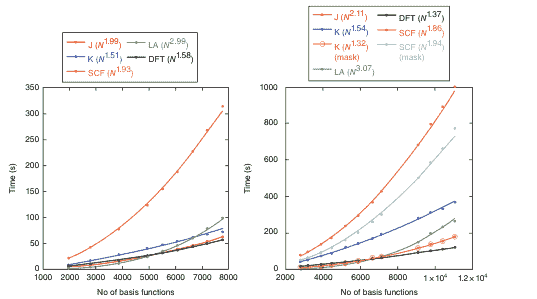 J (N^1.99) LA (N^2.99)
K (N^1.51) DFT (N^1.58)
SCF (N^1.93)
350
300
250
200
150
100
50
0
Time (s)
1000 2000 3000 4000 5000 6000 7000 8000
No of basis functions
J (N^2.11) DFT (N^1.37)
K (N^1.54) SCF (N^1.86)
K (N^1.32) SCF (N^1.94)
(mask) (mask)
LA (N^3.07)
1000
800
600
400
200
0
Time (s)
2000 4000 6000 8000 1×10^4 1.2×10^4
No of basis functions